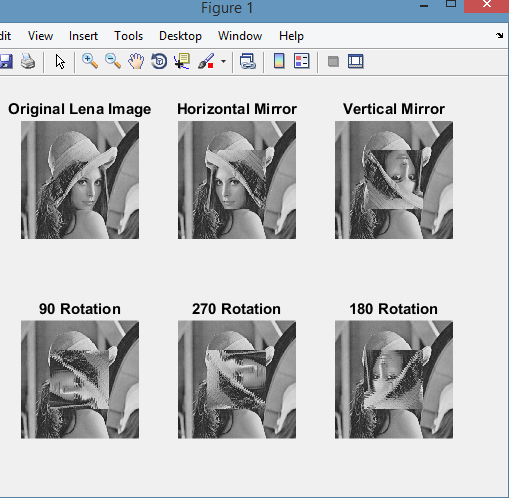 Figure 1
dit View Insert Tools Desktop Window Help
Original Lena Image Horizontal Mirror Vertical Mirror
90 Rotation 270 Rotation 180 Rotation